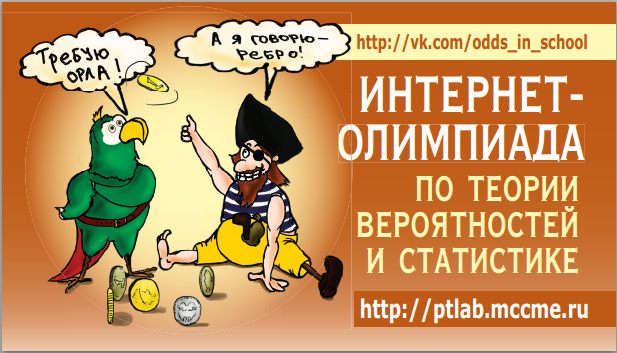 ТРЕБУЮ
ОРЛА!
А Я ГОВОРЮ-
РЕБРО!
http://vk.com/odds_in_school
ИНТЕРНЕТ-
ОЛИМПИАДА
ПО ТЕОРИИ
ВЕРОЯТНОСТЕЙ
И СТАТИСТИКЕ
http://ptlab.mccme.ru